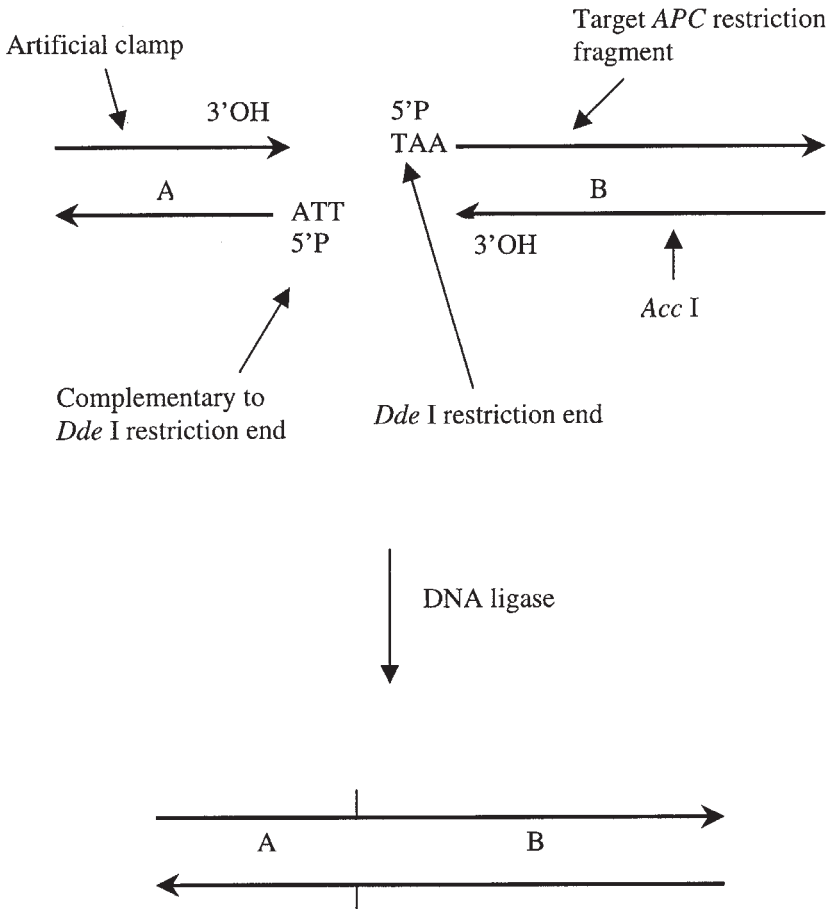 Target APC restriction
fragment
Artificial clamp
3'OH
5'P
TAA
A
B
ATT
5'P
3'OH
Acc I
Complementary to
Dde I restriction end
Dde I restriction end
DNA ligase
A
B